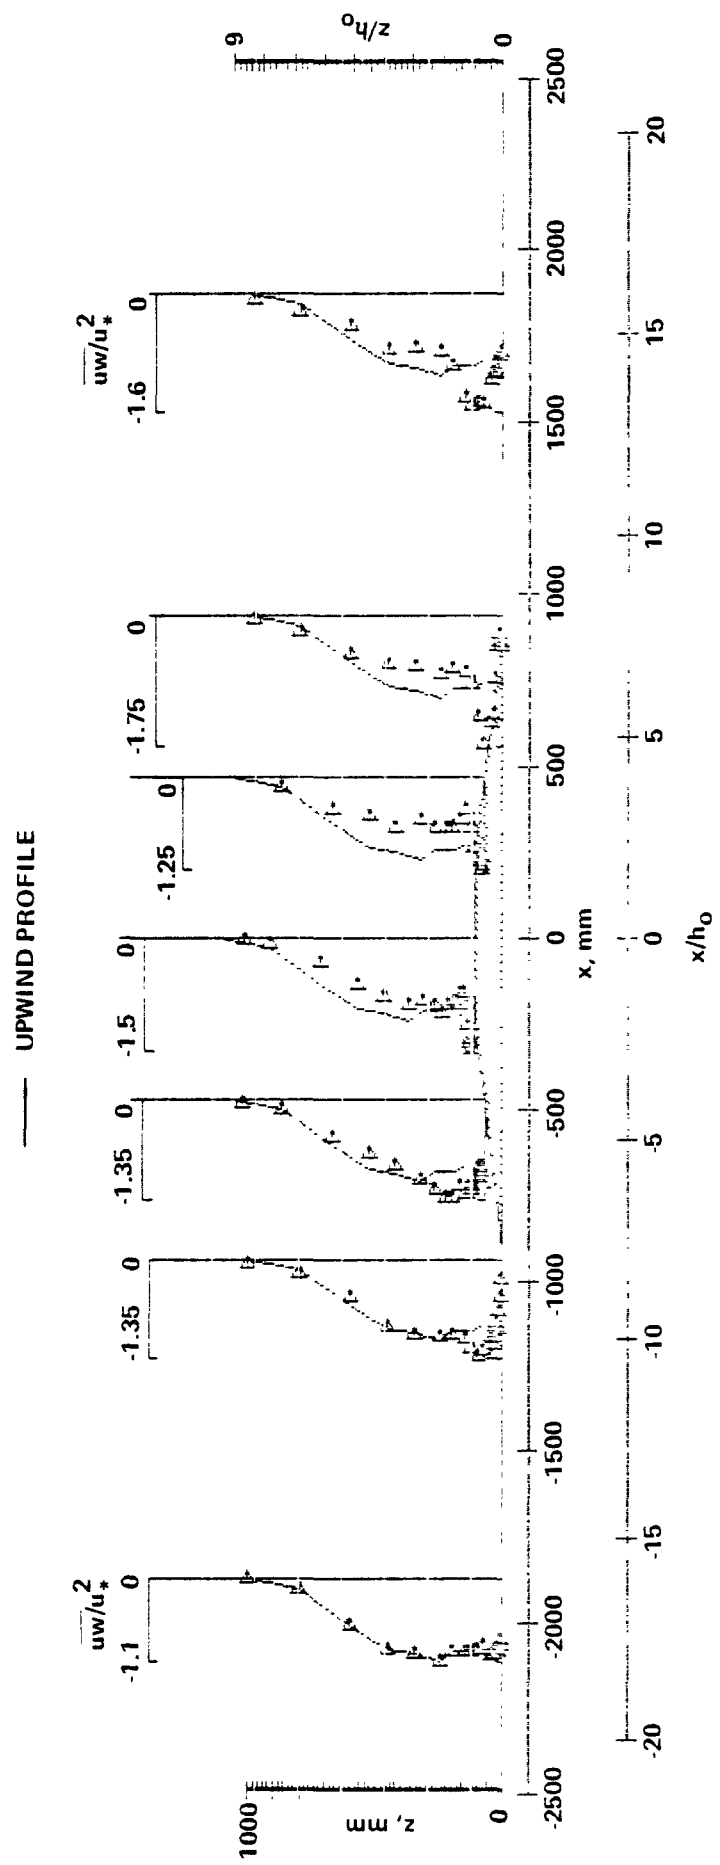 — UPWIND PROFILE
1000
z, mm
0
u̅w̅/u*²
-1.1 0
-1.35 0
-1.35 0
-1.5 0
-1.25 0
-1.75 0
u̅w̅/u*²
-1.6 0
9
z/h₀
0
-2500 -2000 -1500 -1000 -500 0 500 1000 1500 2000 2500
x, mm
-20 -15 -10 -5 0 5 10 15 20
x/h₀